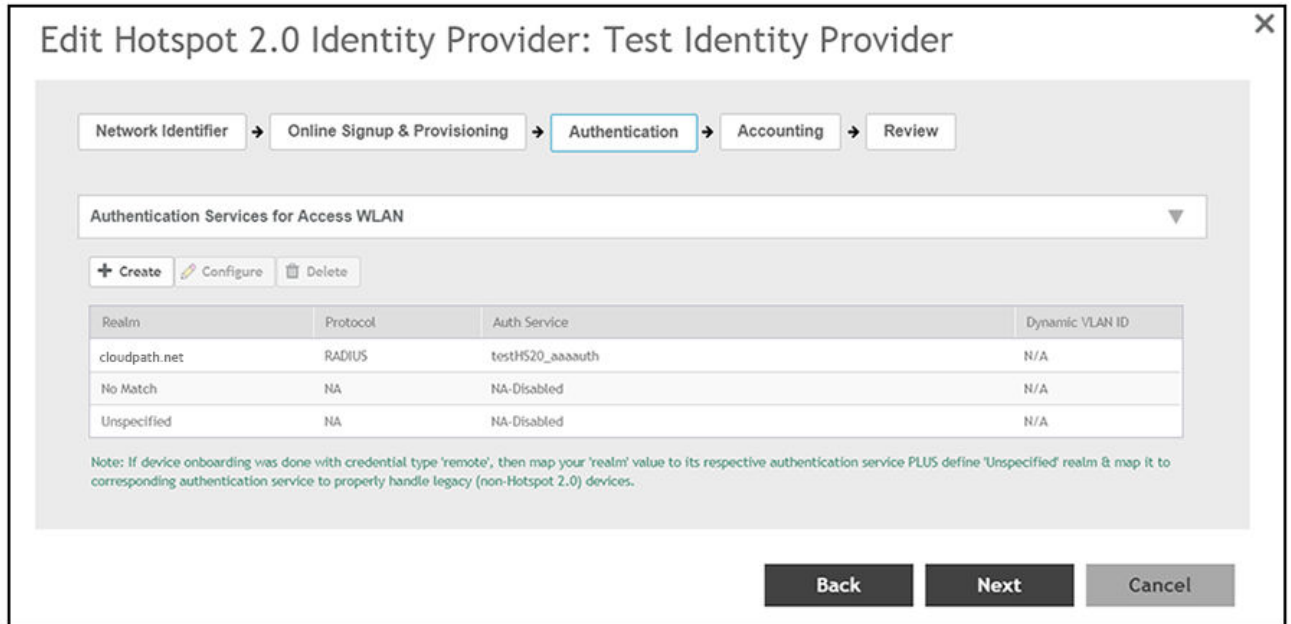 Edit Hotspot 2.0 Identity Provider: Test Identity Provider
Network Identifier Online Signup & Provisioning Authentication Accounting Review
Authentication Services for Access WLAN
Create Configure Delete
Realm Protocol Auth Service Dynamic VLAN ID
cloudpath.net RADIUS testHS20_aaaauth N/A
No Match NA NA-Disabled N/A
Unspecified NA NA-Disabled N/A
Note: If device onboarding was done with credential type 'remote', then map your 'realm' value to its respective authentication service PLUS define 'Unspecified' realm & map it to
corresponding authentication service to properly handle legacy (non-Hotspot 2.0) devices.
Back Next Cancel